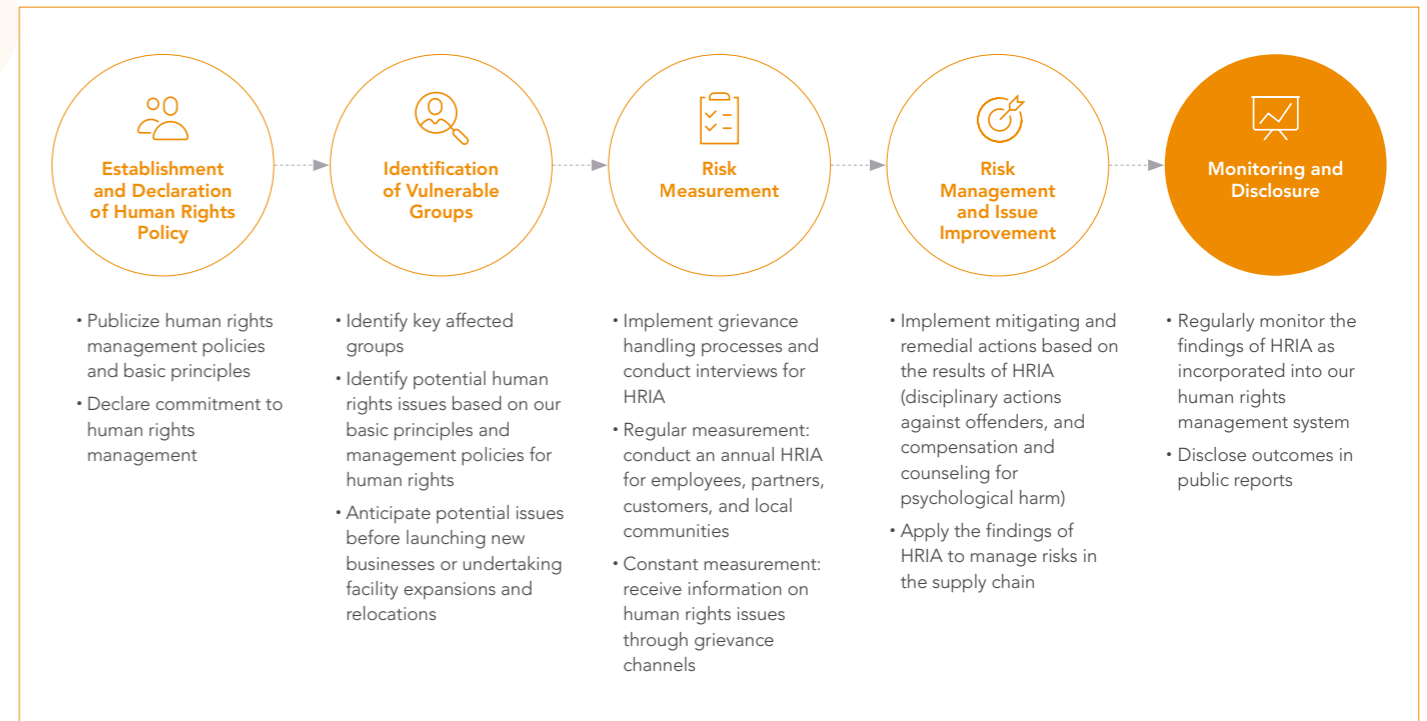 Establishment
and Declaration
of Human Rights
Policy
Identification
of Vulnerable
Groups
Risk
Measurement
Risk
Management
and Issue
Improvement
Monitoring and
Disclosure
• Publicize human rights
management policies
and basic principles
• Declare commitment to
human rights
management
• Identify key affected
groups
• Identify potential human
rights issues based on our
basic principles and
management policies for
human rights
• Anticipate potential issues
before launching new
businesses or undertaking
facility expansions and
relocations
• Implement grievance
handling processes and
conduct interviews for
HRIA
• Regular measurement:
conduct an annual HRIA
for employees, partners,
customers, and local
communities
• Constant measurement:
receive information on
human rights issues
through grievance
channels
• Implement mitigating and
remedial actions based on
the results of HRIA
(disciplinary actions
against offenders, and
compensation and
counseling for
psychological harm)
• Apply the findings of
HRIA to manage risks in
the supply chain
• Regularly monitor the
findings of HRIA as
incorporated into our
human rights
management system
• Disclose outcomes in
public reports